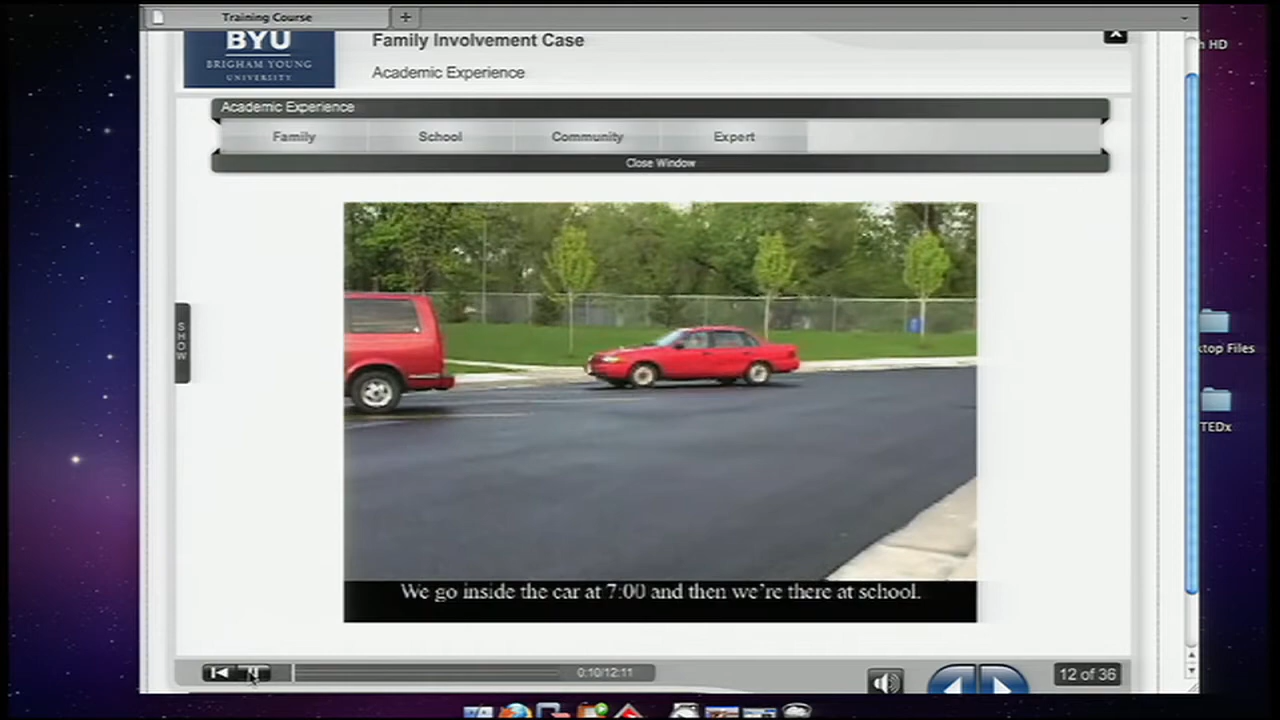 Training Course
+
HD
BYU
BRIGHAM YOUNG
UNIVERSITY
Family Involvement Case
Academic Experience
Academic Experience
Family
School
Community
Expert
Close Window
SHOW
top Files
TEDx
We go inside the car at 7:00 and then we're there at school.
0:10/12:11
12 of 36